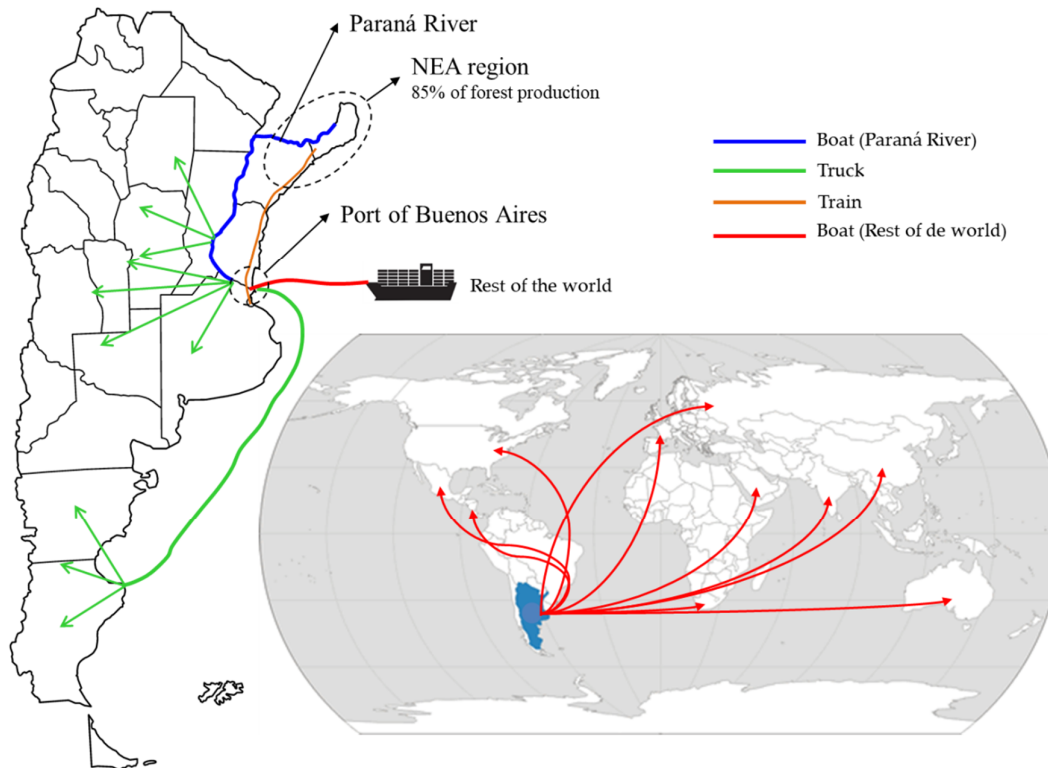 Paraná River
NEA region
85% of forest production
Boat (Paraná River)
Truck
Train
Boat (Rest of de world)
Port of Buenos Aires
Rest of the world